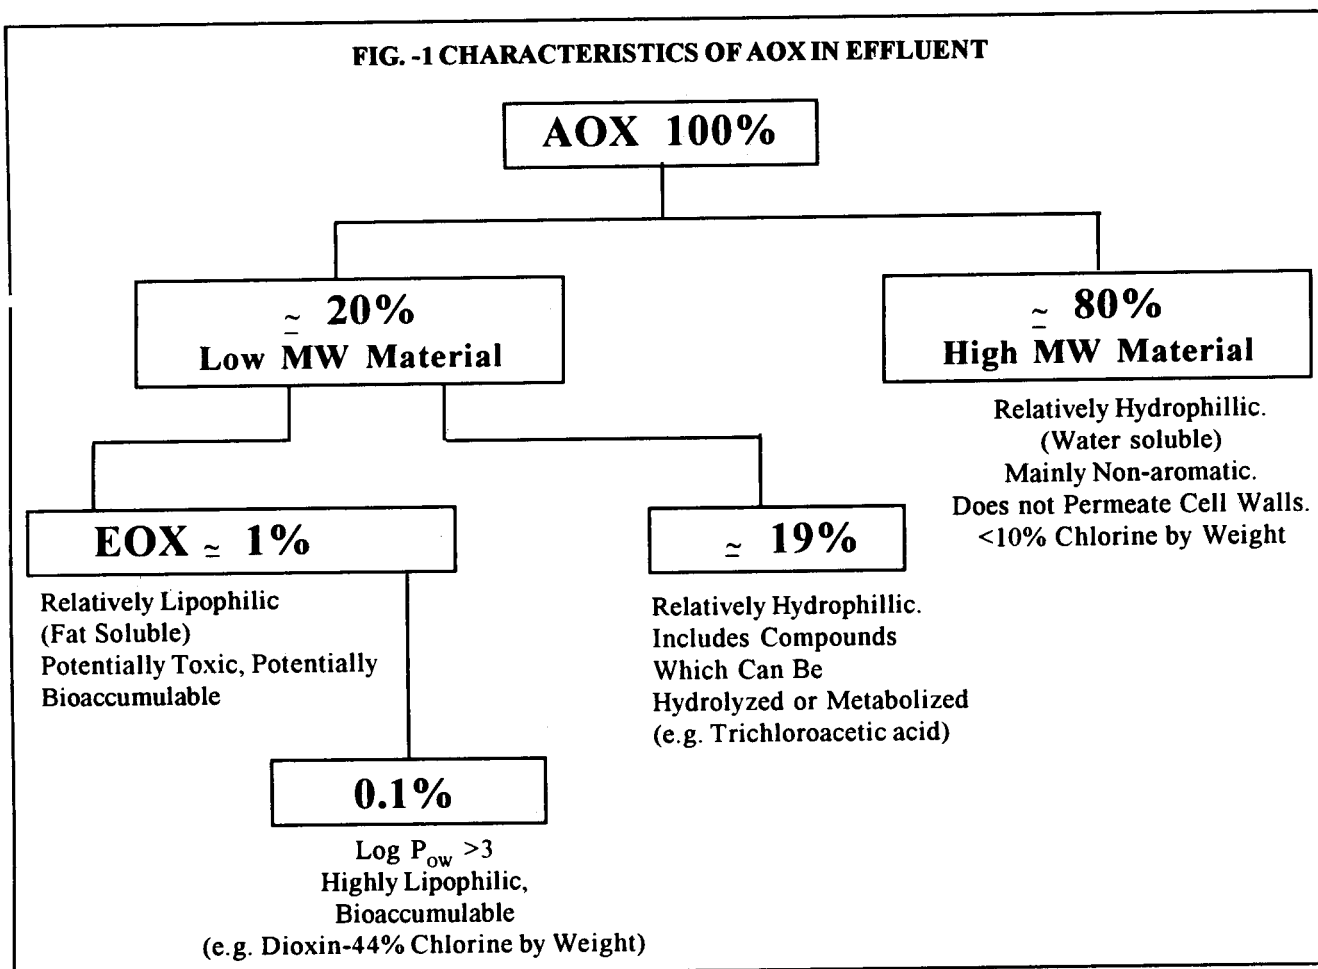 FIG. -1 CHARACTERISTICS OF AOX IN EFFLUENT
AOX 100%
≃ 20%
Low MW Material
≃ 80%
High MW Material
Relatively Hydrophillic.
(Water soluble)
Mainly Non-aromatic.
Does not Permeate Cell Walls.
<10% Chlorine by Weight
EOX ≃ 1%
Relatively Lipophilic
(Fat Soluble)
Potentially Toxic, Potentially
Bioaccumulable
≃ 19%
Relatively Hydrophillic.
Includes Compounds
Which Can Be
Hydrolyzed or Metabolized
(e.g. Trichloroacetic acid)
0.1%
Log P_ow >3
Highly Lipophilic,
Bioaccumulable
(e.g. Dioxin-44% Chlorine by Weight)